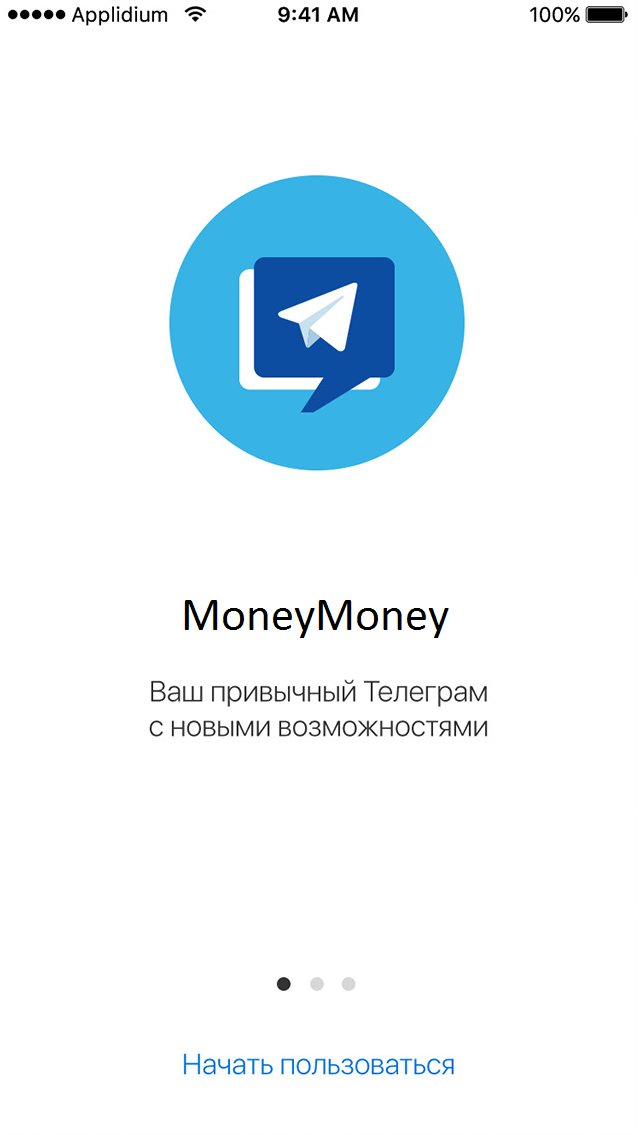 Applidium 9:41 AM 100%
MoneyMoney
Ваш привычный Телеграм
с новыми возможностями
Начать пользоваться